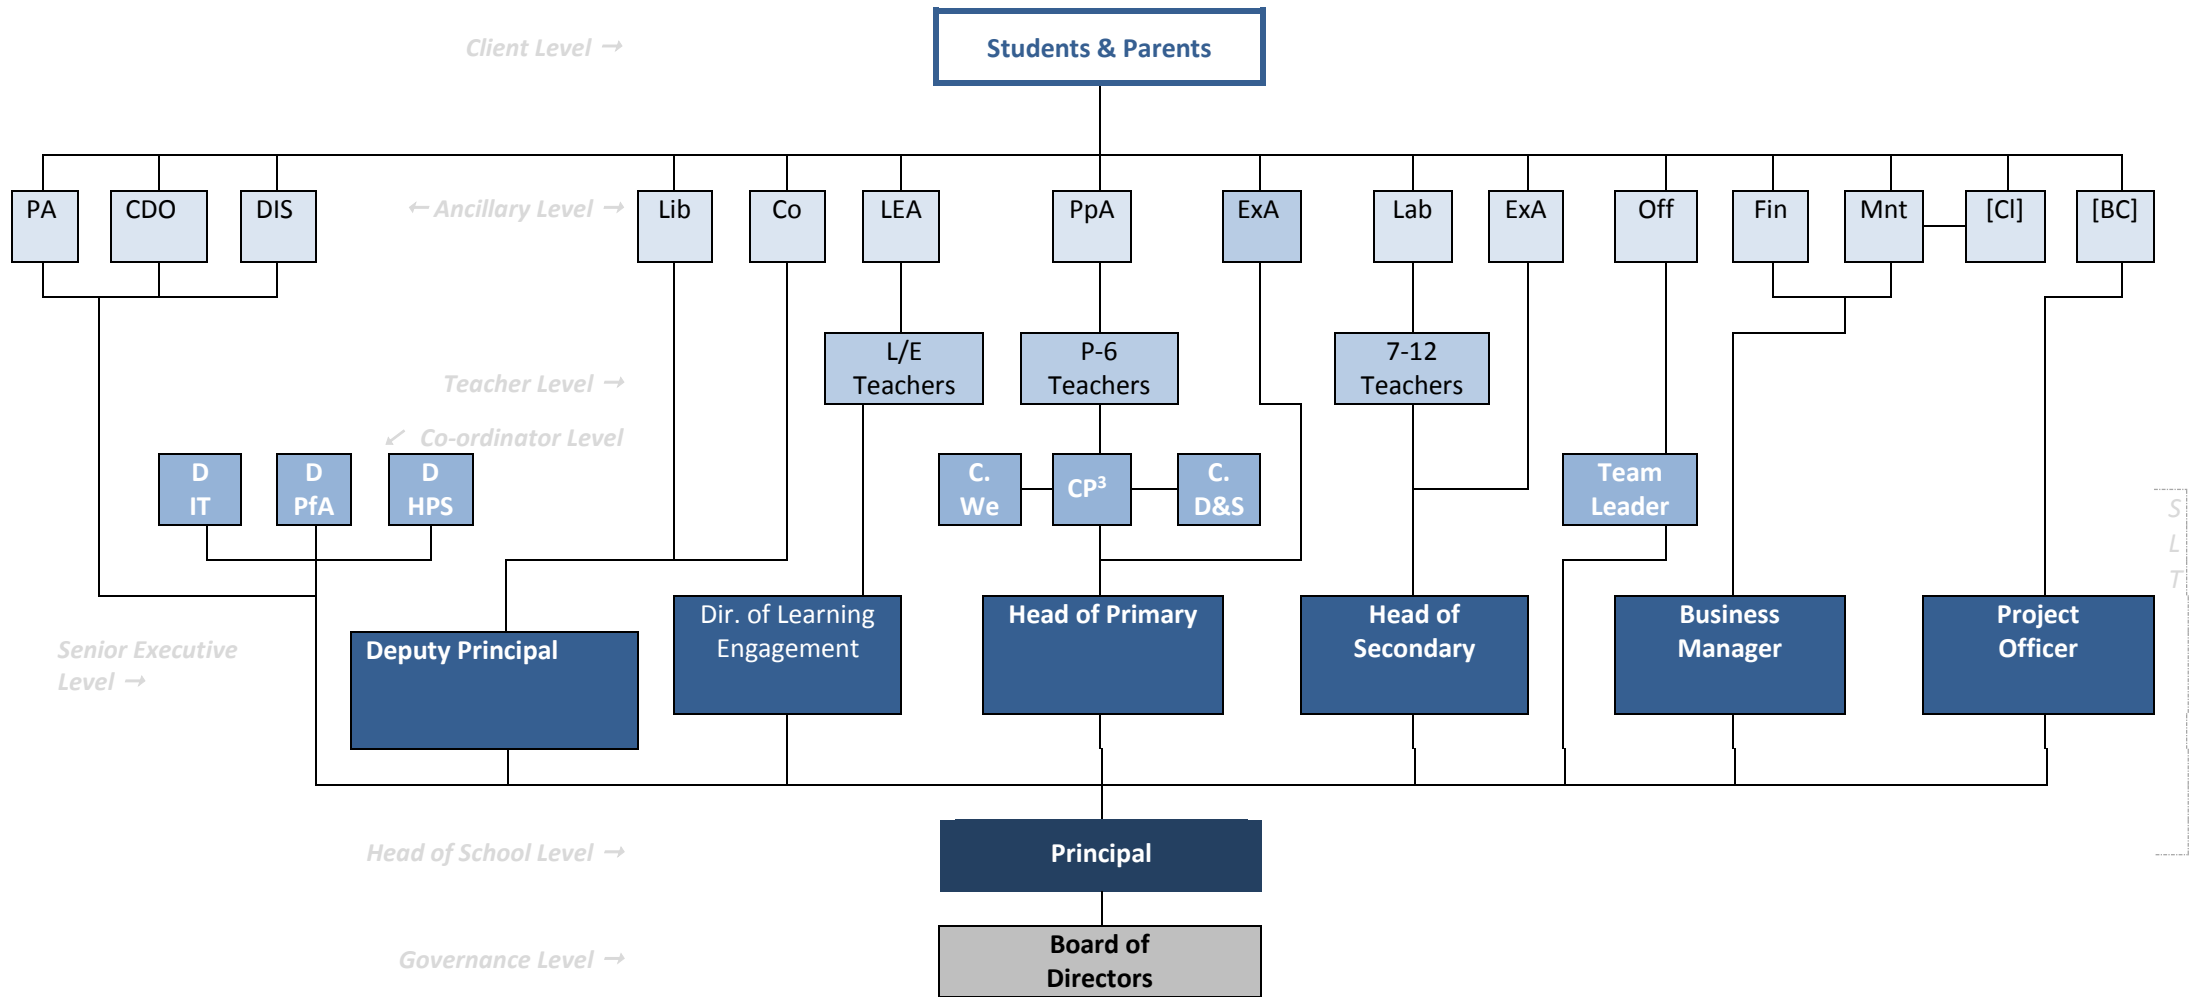 Client Level →
Students & Parents
PA
CDO
DIS
← Ancillary Level →
Lib
Co
LEA
PpA
ExA
Lab
ExA
Off
Fin
Mnt
[Cl]
[BC]
Teacher Level →
L/E
Teachers
P-6
Teachers
7-12
Teachers
↙ Co-ordinator Level
D
IT
D
PfA
D
HPS
C.
We
CP³
C.
D&S
Team
Leader
S
L
T
Senior Executive
Level →
Deputy Principal
Dir. of Learning
Engagement
Head of Primary
Head of
Secondary
Business
Manager
Project
Officer
Head of School Level →
Principal
Governance Level →
Board of
Directors